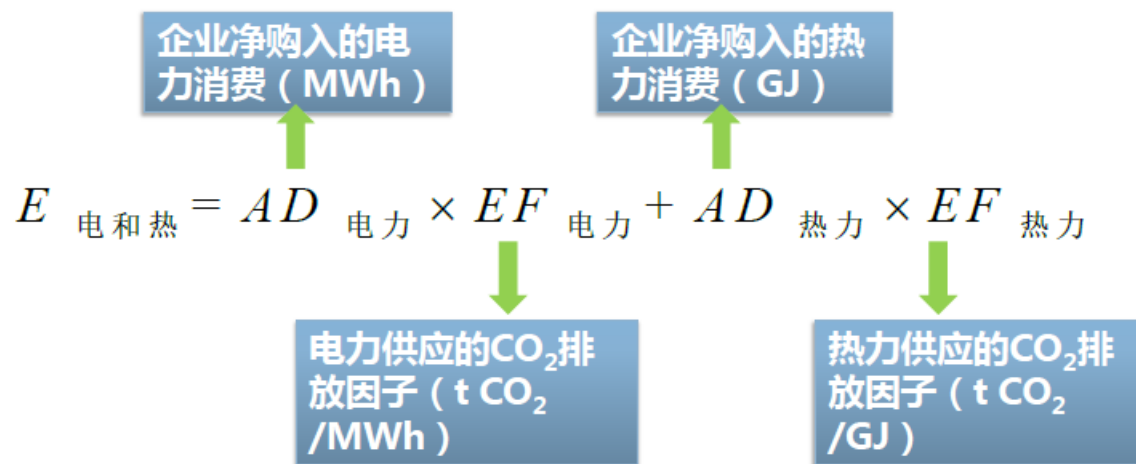 企业净购入的电
力消费（MWh）
企业净购入的热
力消费（GJ）
E 电和热 = AD 电力 × EF 电力 + AD 热力 × EF 热力
电力供应的CO₂排
放因子（t CO₂
/MWh）
热力供应的CO₂排
放因子（t CO₂
/GJ）